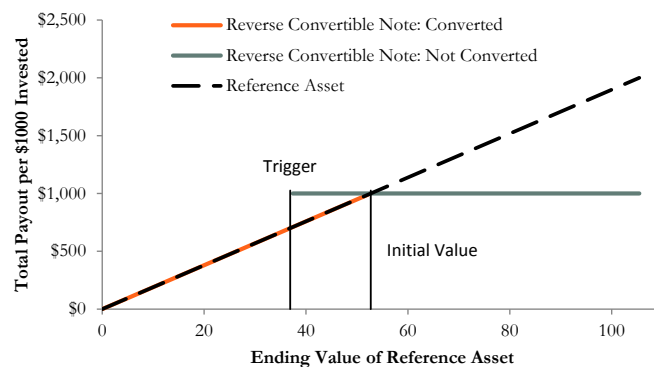 $2,500
$2,000
$1,500
$1,000
$500
$0
Total Payout per $1000 Invested
Reverse Convertible Note: Converted
Reverse Convertible Note: Not Converted
Reference Asset
Trigger
Initial Value
0 20 40 60 80 100
Ending Value of Reference Asset